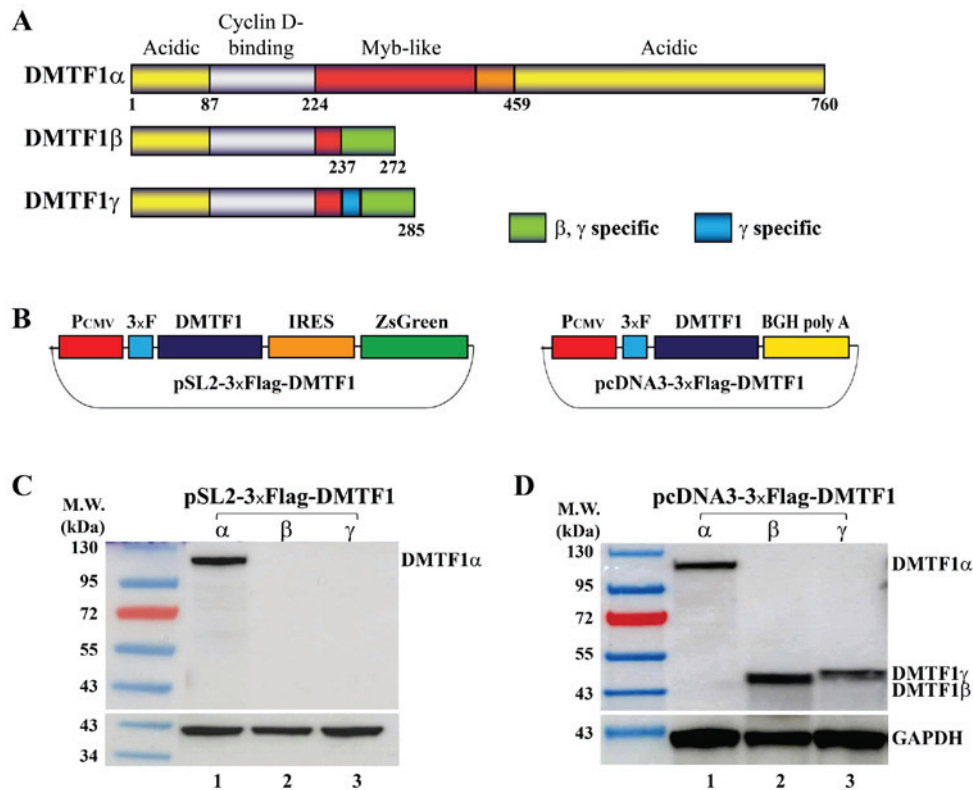 A
Acidic Cyclin D-binding Myb-like Acidic
DMTF1α
1 87 224 459 760
DMTF1β
237 272
DMTF1γ
285
β, γ specific γ specific
B
PCMV 3xF DMTF1 IRES ZsGreen
pSL2-3xFlag-DMTF1
PCMV 3xF DMTF1 BGH poly A
pcDNA3-3xFlag-DMTF1
C
M.W.
(kDa)
pSL2-3xFlag-DMTF1
α β γ
130
95
72
55
43
DMTF1α
43
34
1 2 3
D
M.W.
(kDa)
pcDNA3-3xFlag-DMTF1
α β γ
130
95
72
55
43
DMTF1α
DMTF1γ
DMTF1β
43
GAPDH
1 2 3